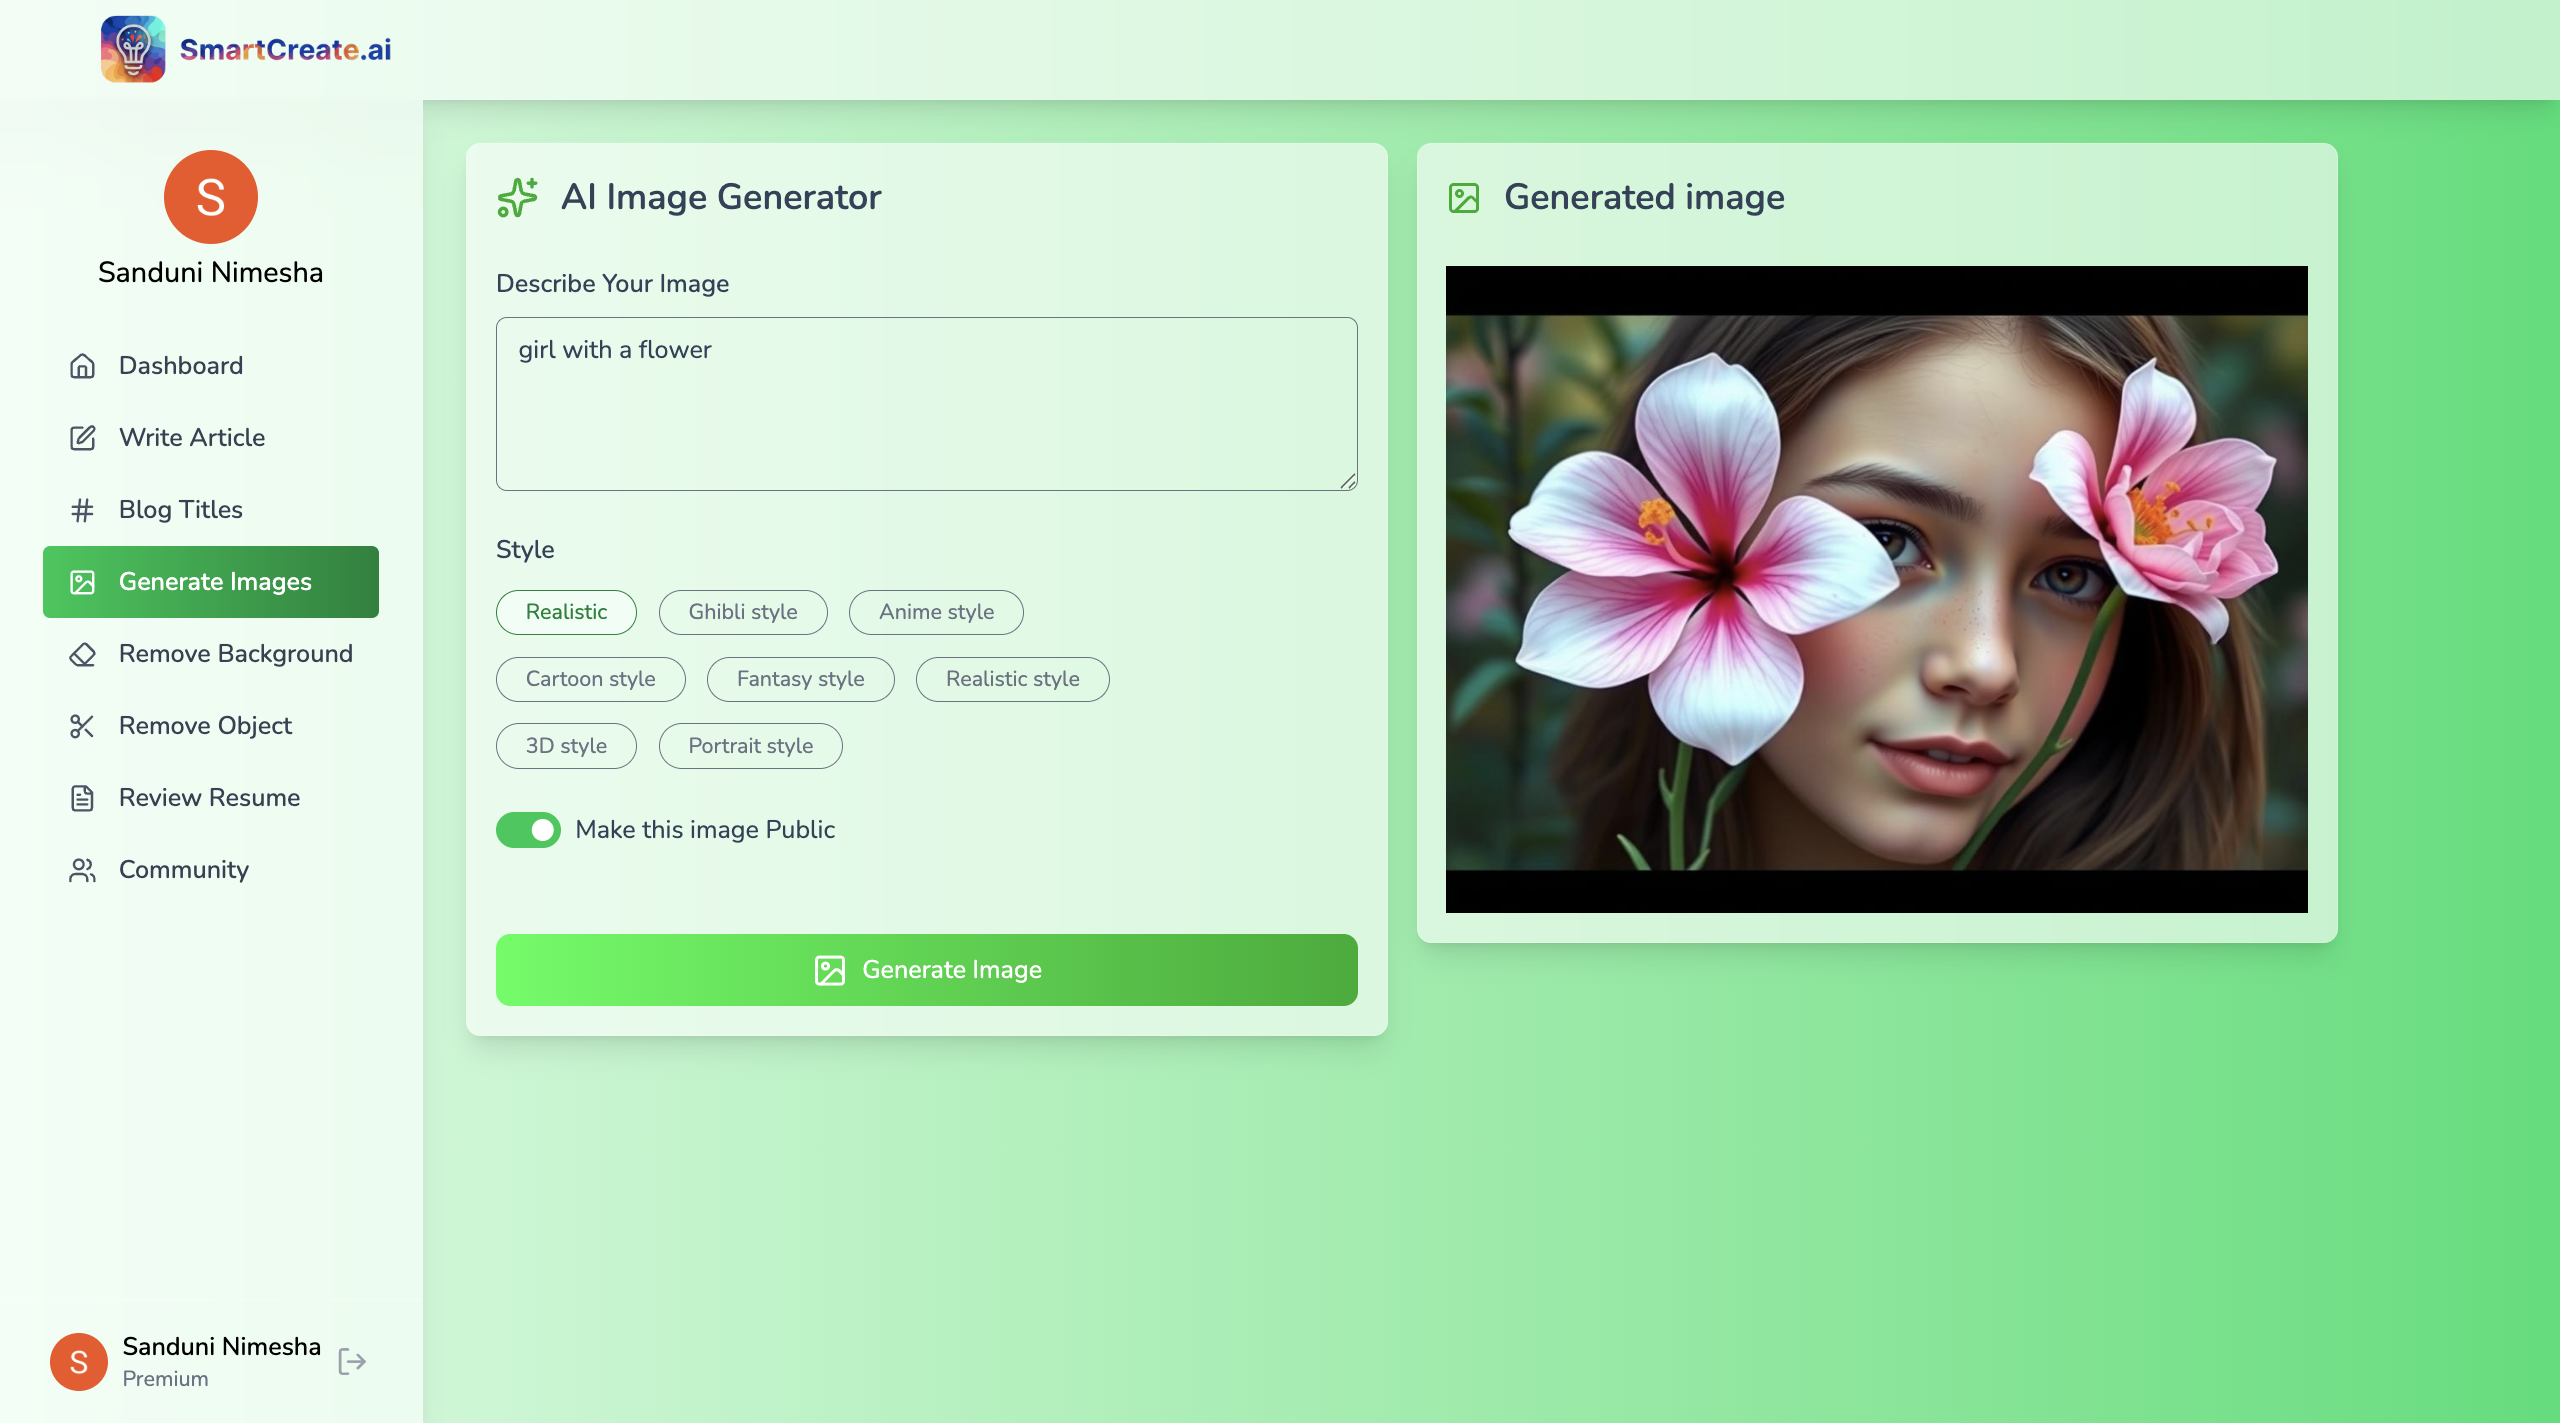 SmartCreate.ai
S
Sanduni Nimesha
Dashboard
Write Article
Blog Titles
Generate Images
Remove Background
Remove Object
Review Resume
Community
S
Sanduni Nimesha
Premium
AI Image Generator
Describe Your Image
girl with a flower
Style
Realistic
Ghibli style
Anime style
Cartoon style
Fantasy style
Realistic style
3D style
Portrait style
Make this image Public
Generate Image
Generated image